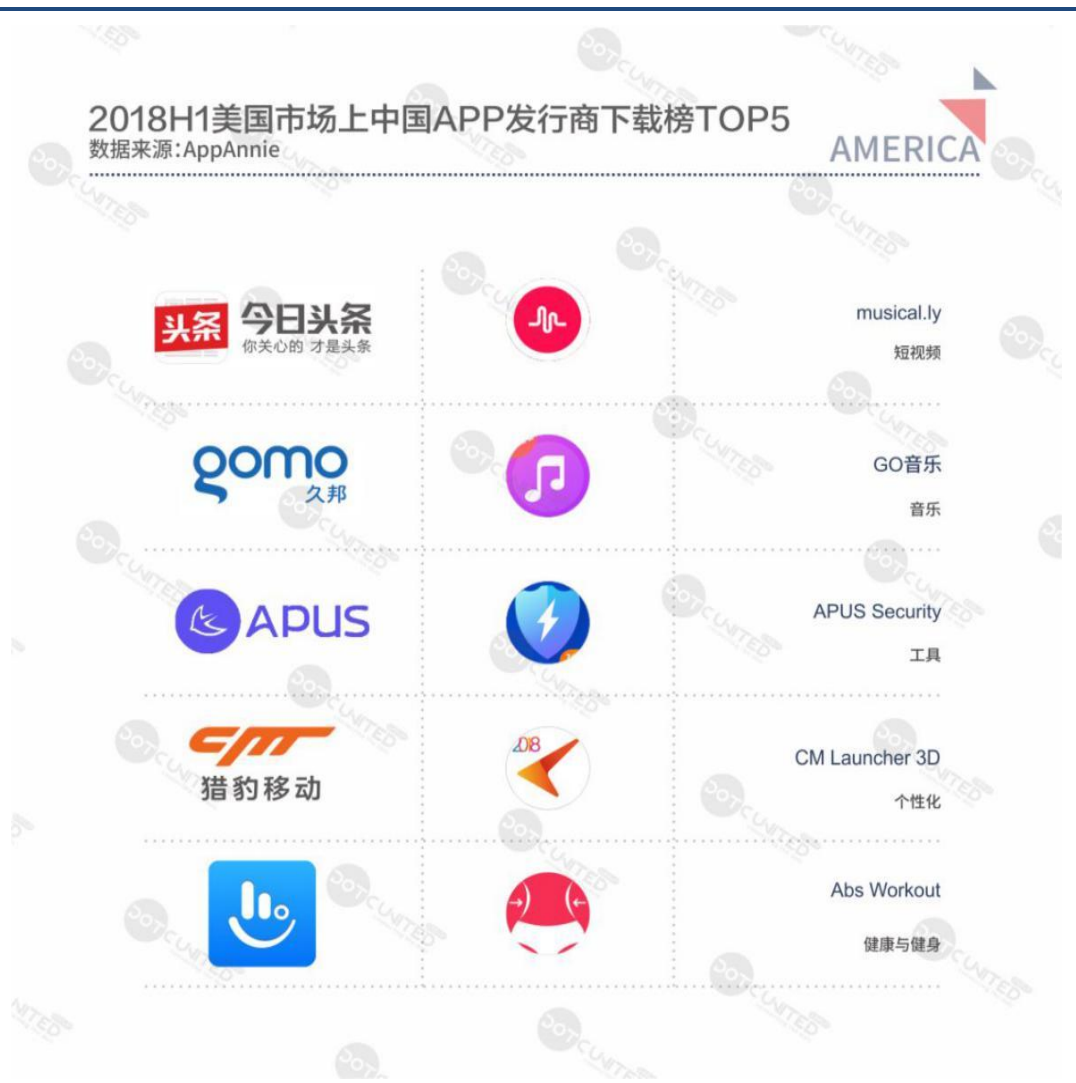 2018H1美国市场上中国APP发行商下载榜TOP5
数据来源:AppAnnie
AMERICA
头条 今日头条
你关心的 才是头条
musical.ly
短视频
gomo
久邦
GO音乐
音乐
APUS
APUS Security
工具
cm
猎豹移动
2018
CM Launcher 3D
个性化
Abs Workout
健康与健身
DOTC UNITED